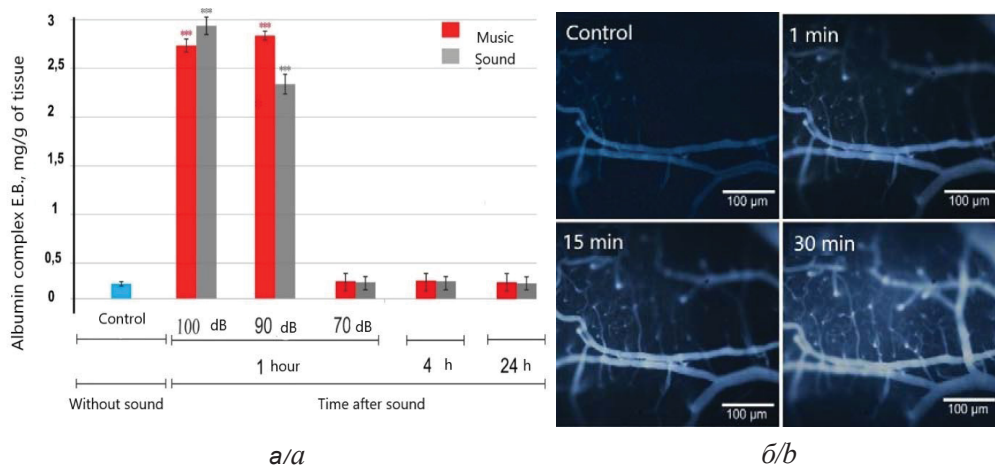 3
2,5
2
1,5
1
0,5
0
Albumin complex E.B., mg/g of tissue
***
***
***
***
Music
Sound
Control
100 dB
90 dB
70 dB
1 hour
4 h
24 h
Without sound
Time after sound
а/a
Control
1 min
100 µm
100 µm
15 min
30 min
100 µm
100 µm
б/b